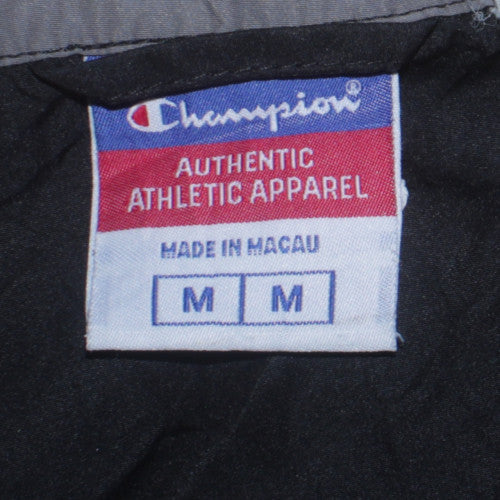 Champion®
AUTHENTIC
ATHLETIC APPAREL
MADE IN MACAU
M M